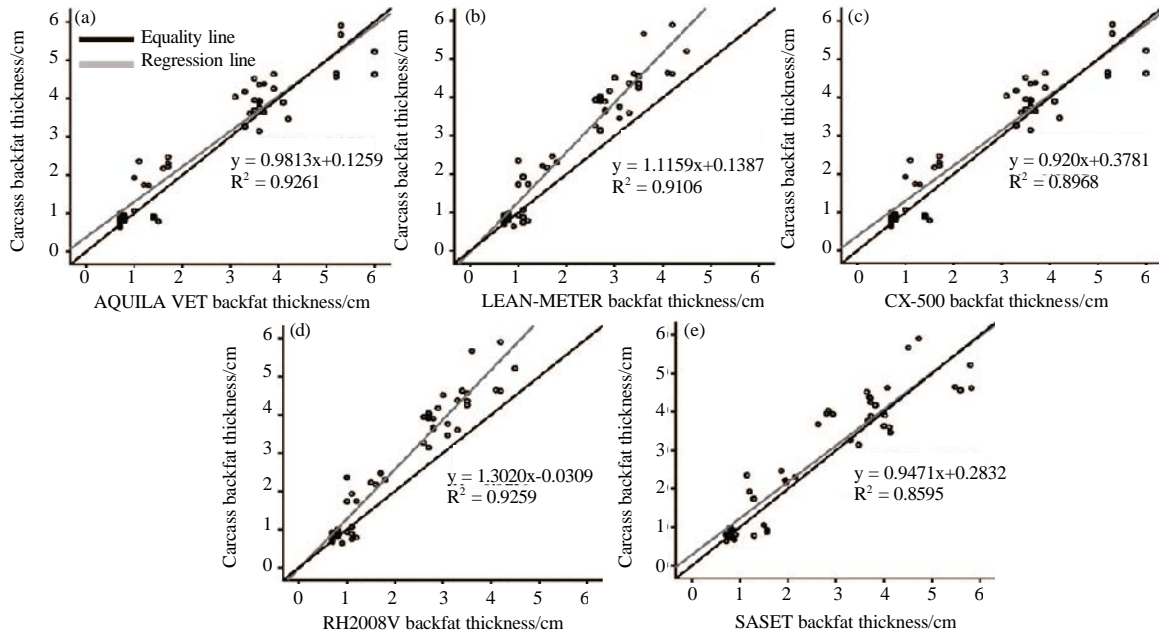 (a)
Equality line
Regression line
Carcass backfat thickness/cm
6
5
4
3
2
1
0
y = 0.9813x+0.1259
R² = 0.9261
0 1 2 3 4 5 6
AQUILA VET backfat thickness/cm
(b)
Carcass backfat thickness/cm
6
5
4
3
2
1
0
y = 1.1159x+0.1387
R² = 0.9106
0 1 2 3 4 5 6
LEAN-METER backfat thickness/cm
(c)
Carcass backfat thickness/cm
6
5
4
3
2
1
0
y = 0.920x+0.3781
R² = 0.8968
0 1 2 3 4 5 6
CX-500 backfat thickness/cm
(d)
Carcass backfat thickness/cm
6
5
4
3
2
1
0
y = 1.3020x-0.0309
R² = 0.9259
0 1 2 3 4 5 6
RH2008V backfat thickness/cm
(e)
Carcass backfat thickness/cm
6
5
4
3
2
1
0
y = 0.9471x+0.2832
R² = 0.8595
0 1 2 3 4 5 6
SASET backfat thickness/cm